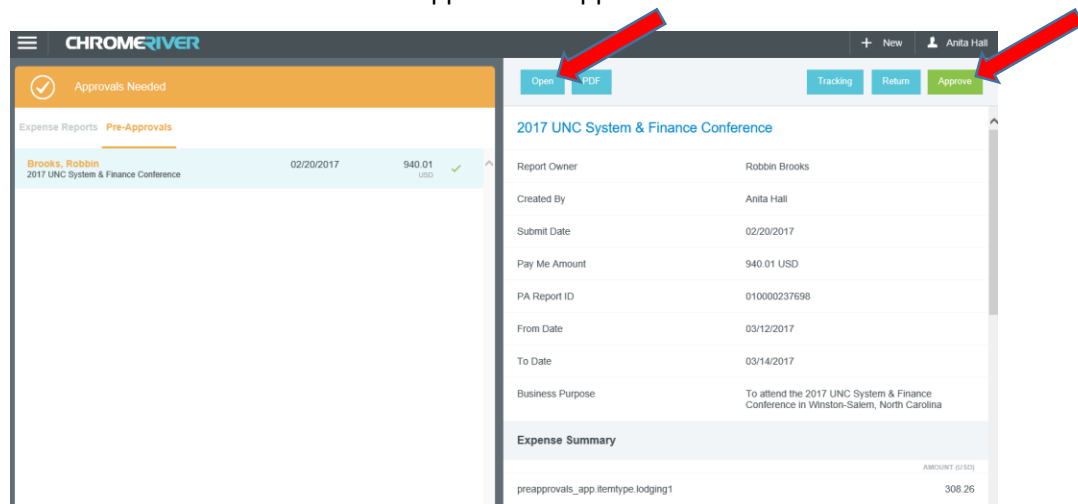 CHROMERIVER
+ New Anita Hall
Approvals Needed
Expense Reports Pre-Approvals
Brooks, Robbin 02/20/2017 940.01
2017 UNC System & Finance Conference USD
Open PDF Tracking Return Approve
2017 UNC System & Finance Conference
Report Owner Robbin Brooks
Created By Anita Hall
Submit Date 02/20/2017
Pay Me Amount 940.01 USD
PA Report ID 010000237698
From Date 03/12/2017
To Date 03/14/2017
Business Purpose To attend the 2017 UNC System & Finance
Conference in Winston-Salem, North Carolina
Expense Summary
AMOUNT (USD)
preapprovals_app.itemtype.lodging1 308.26